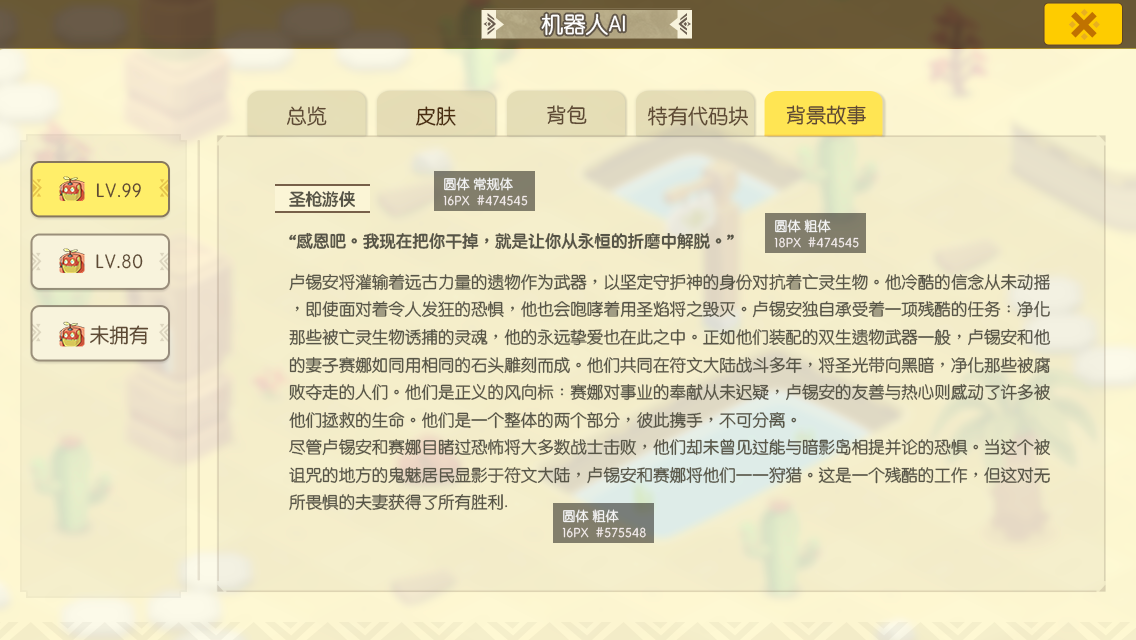 机器人AI
总览
皮肤
背包
特有代码块
背景故事
LV.99
LV.80
未拥有
圣枪游侠
圆体 常规体
16PX #474545
圆体 粗体
18PX #474545
“感恩吧。我现在把你干掉，就是让你从永恒的折磨中解脱。”
卢锡安将灌输着远古力量的遗物作为武器，以坚定守护神的身份对抗着亡灵生物。他冷酷的信念从未动摇
，即使面对着令人发狂的恐惧，他也会咆哮着用圣焰将之毁灭。卢锡安独自承受着一项残酷的任务：净化
那些被亡灵生物诱捕的灵魂，他的永远挚爱也在此之中。正如他们装配的双生遗物武器一般，卢锡安和他
的妻子赛娜如同用相同的石头雕刻而成。他们共同在符文大陆战斗多年，将圣光带向黑暗，净化那些被腐
败夺走的人们。他们是正义的风向标：赛娜对事业的奉献从未迟疑，卢锡安的友善与热心则感动了许多被
他们拯救的生命。他们是一个整体的两个部分，彼此携手，不可分离。
尽管卢锡安和赛娜目睹过恐怖将大多数战士击败，他们却未曾见过能与暗影岛相提并论的恐惧。当这个被
诅咒的地方的鬼魅居民显影于符文大陆，卢锡安和赛娜将他们一一狩猎。这是一个残酷的工作，但这对无
所畏惧的夫妻获得了所有胜利.
圆体 粗体
16PX #575548